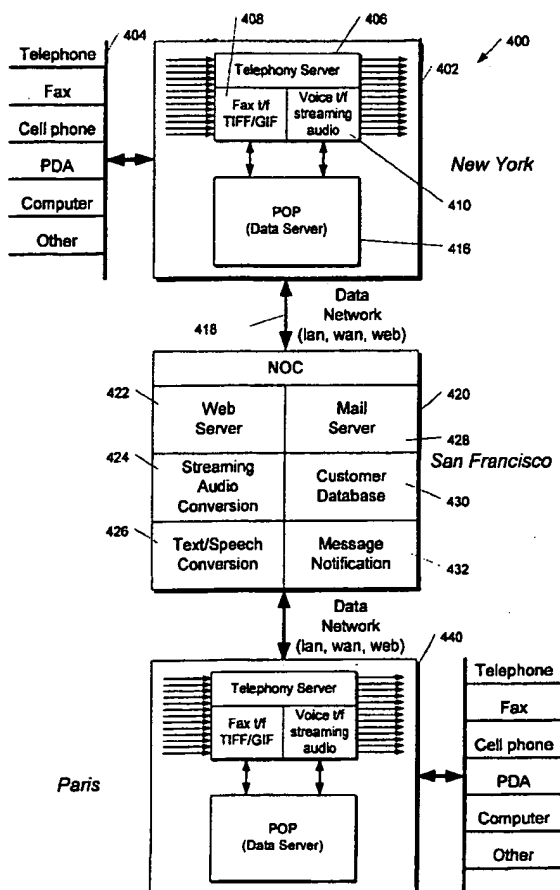 404
408
406
400
Telephone
Fax
Cell phone
PDA
Computer
Other
Telephony Server
Fax t/f
TIFF/GIF
Voice t/f
streaming
audio
402
New York
410
POP
(Data Server)
416
418
Data
Network
(lan, wan, web)
NOC
422
Web
Server
Mail
Server
420
428
San Francisco
424
Streaming
Audio
Conversion
Customer
Database
430
426
Text/Speech
Conversion
Message
Notification
432
Data
Network
(lan, wan, web)
440
Telephony Server
Fax t/f
TIFF/GIF
Voice t/f
streaming
audio
Paris
POP
(Data Server)
Telephone
Fax
Cell phone
PDA
Computer
Other